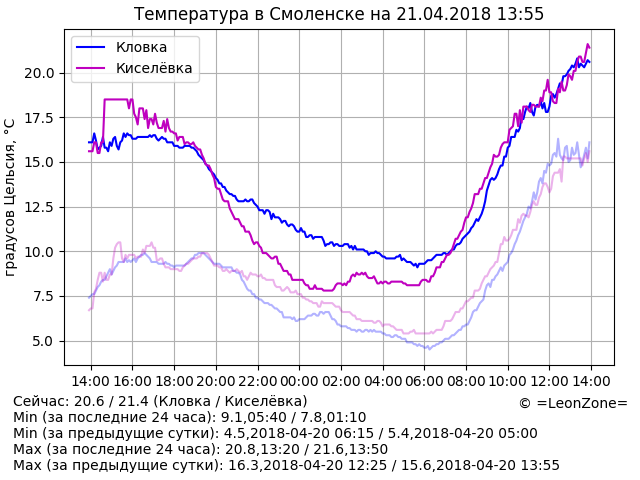 Температура в Смоленске на 21.04.2018 13:55
Кловка
Киселёвка
градусов Цельсия, °C
20.0
17.5
15.0
12.5
10.0
7.5
5.0
14:00 16:00 18:00 20:00 22:00 00:00 02:00 04:00 06:00 08:00 10:00 12:00 14:00
Сейчас: 20.6 / 21.4 (Кловка / Киселёвка)
© =LeonZone=
Min (за последние 24 часа): 9.1,05:40 / 7.8,01:10
Min (за предыдущие сутки): 4.5,2018-04-20 06:15 / 5.4,2018-04-20 05:00
Max (за последние 24 часа): 20.8,13:20 / 21.6,13:50
Max (за предыдущие сутки): 16.3,2018-04-20 12:25 / 15.6,2018-04-20 13:55